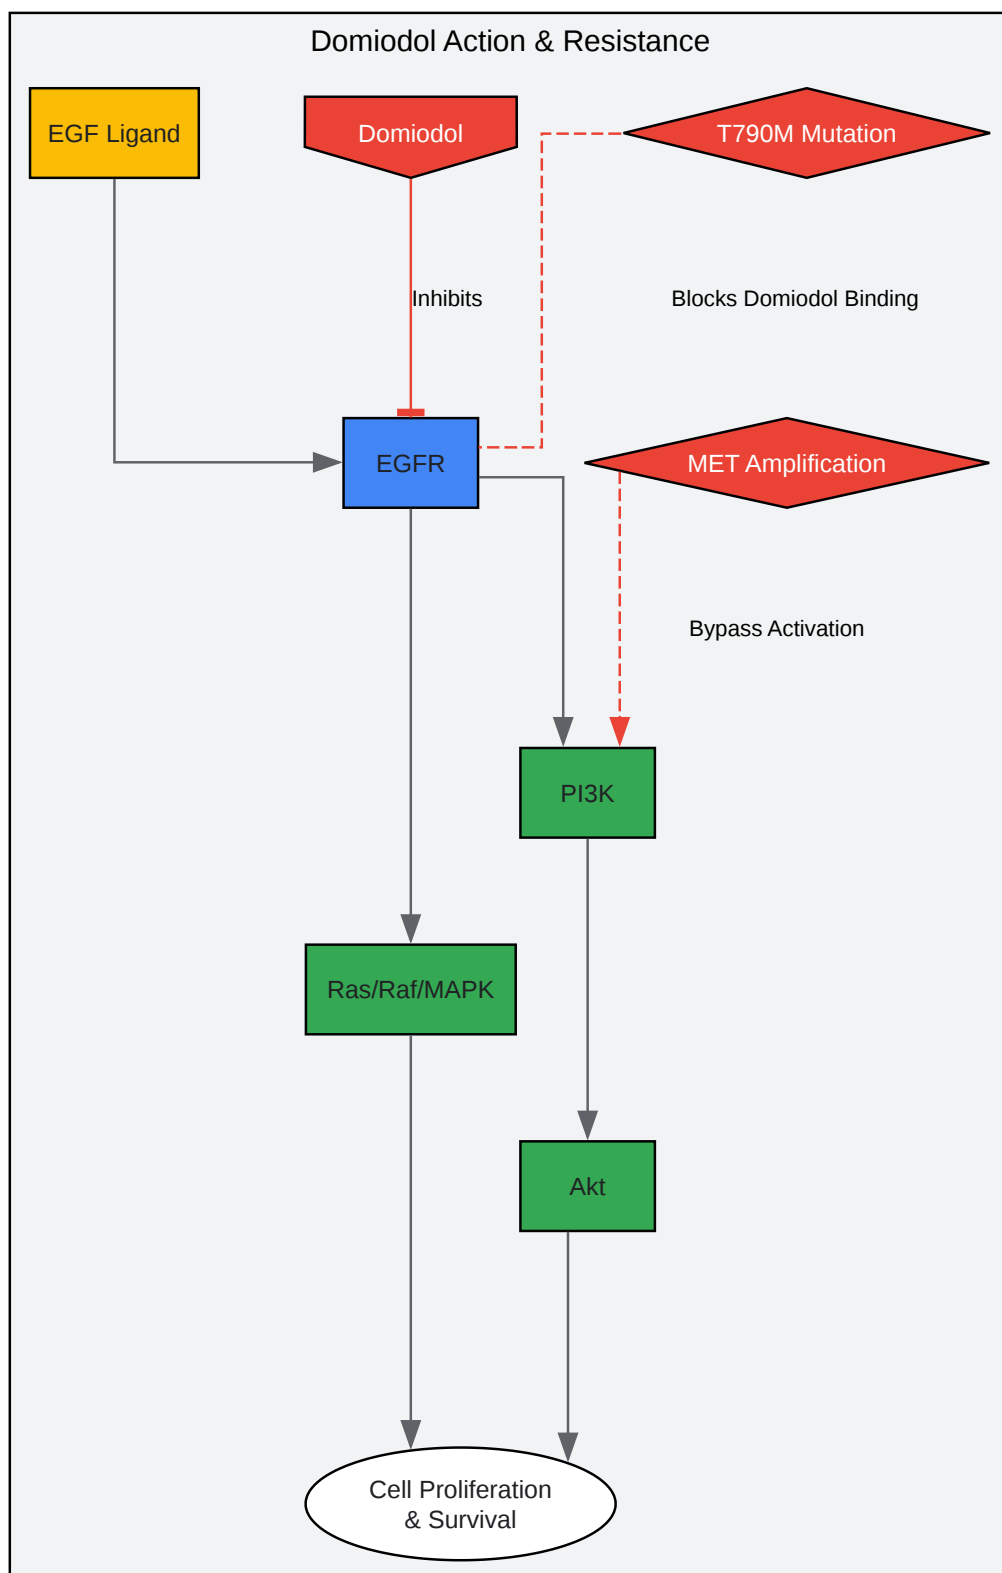 Domiodol Action & Resistance
EGF Ligand
Domiodol
T790M Mutation
Inhibits
Blocks Domiodol Binding
EGFR
MET Amplification
Bypass Activation
PI3K
Ras/Raf/MAPK
Akt
Cell Proliferation
& Survival